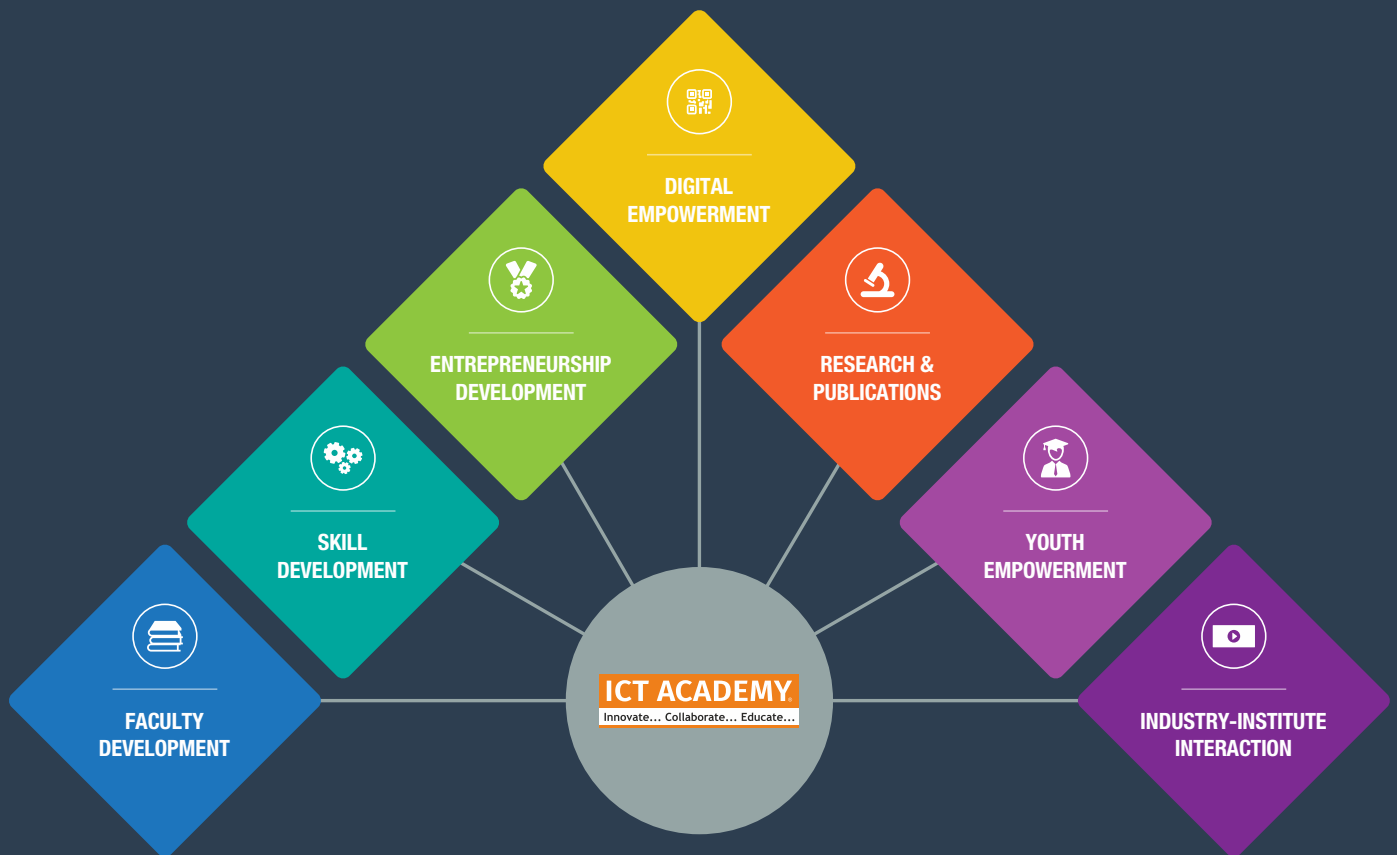 DIGITAL
EMPOWERMENT
ENTREPRENEURSHIP
DEVELOPMENT
RESEARCH &
PUBLICATIONS
SKILL
DEVELOPMENT
YOUTH
EMPOWERMENT
FACULTY
DEVELOPMENT
ICT ACADEMY®
Innovate... Collaborate... Educate...
INDUSTRY-INSTITUTE
INTERACTION